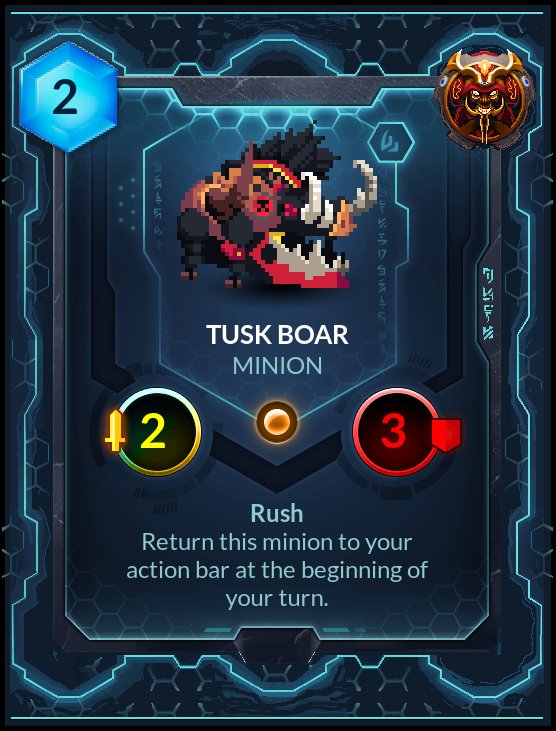 2
TUSK BOAR
MINION
2
3
Rush
Return this minion to your
action bar at the beginning of
your turn.